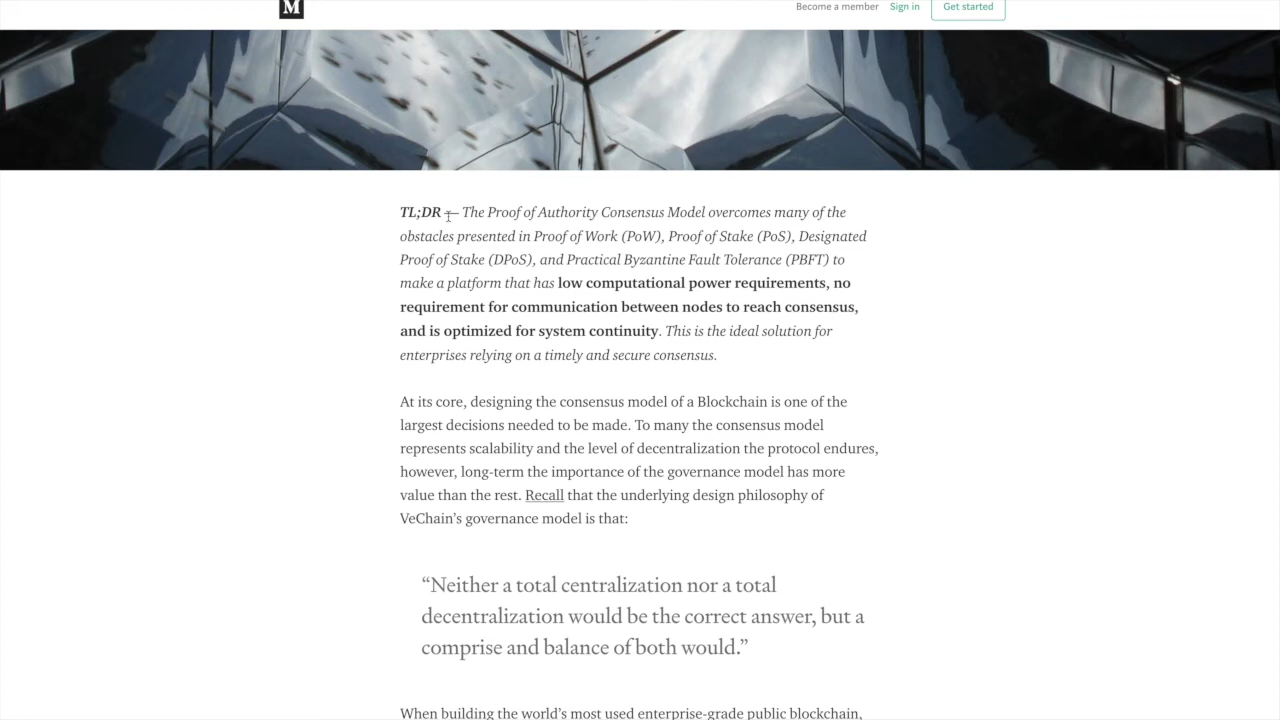 M
Become a member Sign in Get started
TL;DR — The Proof of Authority Consensus Model overcomes many of the
obstacles presented in Proof of Work (PoW), Proof of Stake (PoS), Designated
Proof of Stake (DPoS), and Practical Byzantine Fault Tolerance (PBFT) to
make a platform that has low computational power requirements, no
requirement for communication between nodes to reach consensus,
and is optimized for system continuity. This is the ideal solution for
enterprises relying on a timely and secure consensus.
At its core, designing the consensus model of a Blockchain is one of the
largest decisions needed to be made. To many the consensus model
represents scalability and the level of decentralization the protocol endures,
however, long-term the importance of the governance model has more
value than the rest. Recall that the underlying design philosophy of
VeChain’s governance model is that:
“Neither a total centralization nor a total
decentralization would be the correct answer, but a
comprise and balance of both would.”
When building the world’s most used enterprise-grade public blockchain,